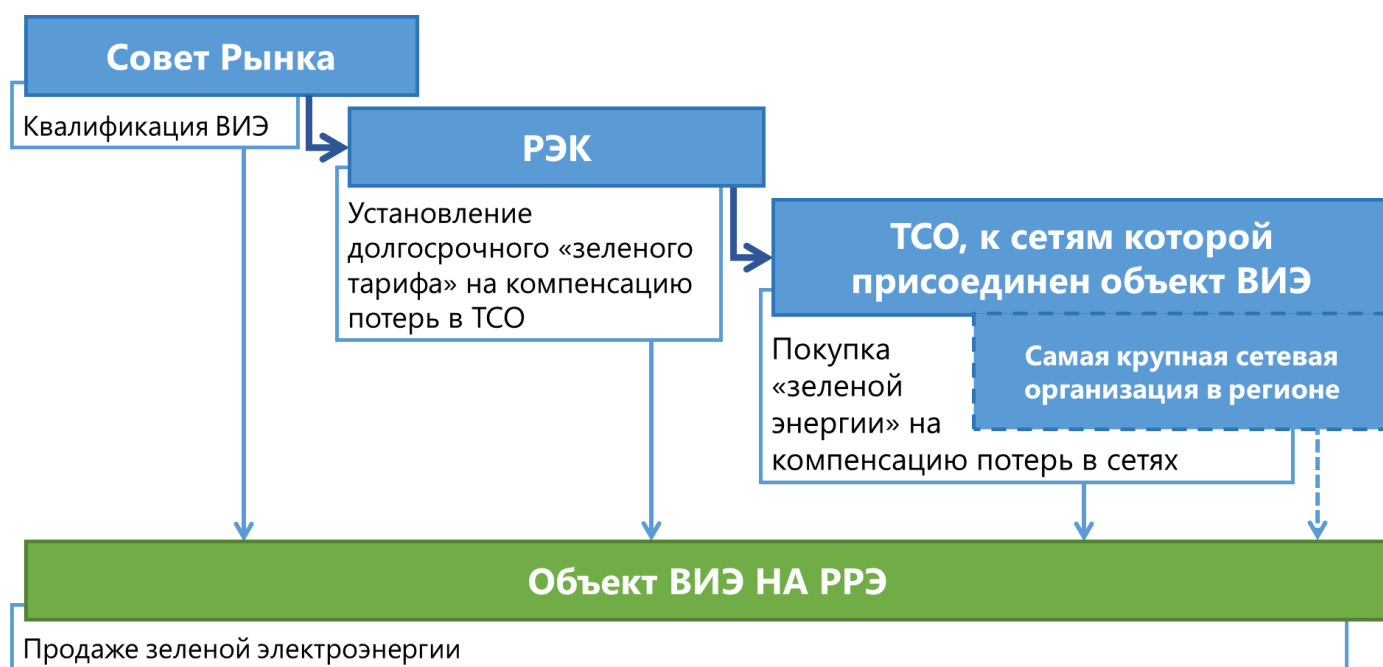 Совет Рынка
Квалификация ВИЭ
РЭК
Установление
долгосрочного «зеленого
тарифа» на компенсацию
потерь в ТСО
ТСО, к сетям которой
присоединен объект ВИЭ
Покупка
«зеленой
энергии» на
компенсацию потерь в сетях
Самая крупная сетевая
организация в регионе
Объект ВИЭ НА РРЭ
Продаже зеленой электроэнергии